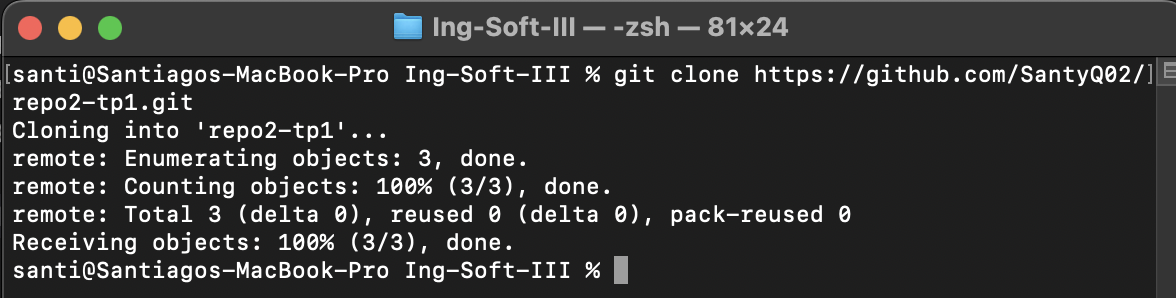 Ing-Soft-III — -zsh — 81×24
[santi@Santiagos-MacBook-Pro Ing-Soft-III % git clone https://github.com/SantyQ02/]
repo2-tp1.git
Cloning into 'repo2-tp1'...
remote: Enumerating objects: 3, done.
remote: Counting objects: 100% (3/3), done.
remote: Total 3 (delta 0), reused 0 (delta 0), pack-reused 0
Receiving objects: 100% (3/3), done.
santi@Santiagos-MacBook-Pro Ing-Soft-III %